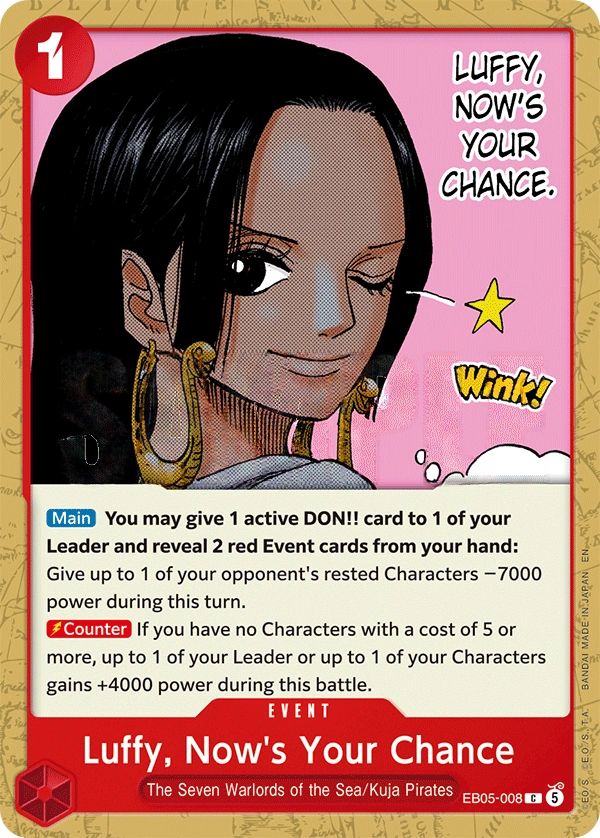 1
LUFFY,
NOW'S
YOUR
CHANCE.
Wink!
Main You may give 1 active DON!! card to 1 of your
Leader and reveal 2 red Event cards from your hand:
Give up to 1 of your opponent's rested Characters −7000
power during this turn.
Counter If you have no Characters with a cost of 5 or
more, up to 1 of your Leader or up to 1 of your Characters
gains +4000 power during this battle.
EVENT
Luffy, Now's Your Chance
The Seven Warlords of the Sea/Kuja Pirates
EB05-008 C 5
©E.O.S. ©E.O.S., T.A.I. BANDAI MADE IN JAPAN EN